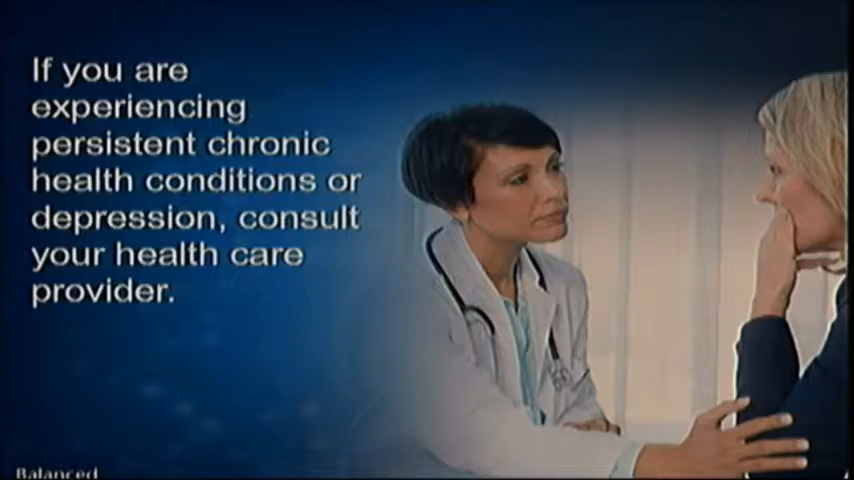 If you are
experiencing
persistent chronic
health conditions or
depression, consult
your health care
provider.
Balanced